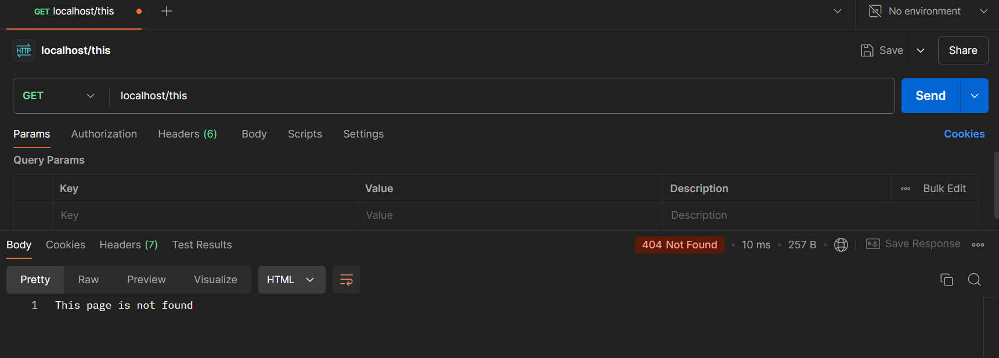 GET localhost/this
No environment
HTTP localhost/this
Save
Share
GET localhost/this
Send
Params Authorization Headers (6) Body Scripts Settings Cookies
Query Params
Key Value Description Bulk Edit
Key Value Description
Body Cookies Headers (7) Test Results 404 Not Found • 10 ms • 257 B • e.g. Save Response
Pretty Raw Preview Visualize HTML
1 This page is not found